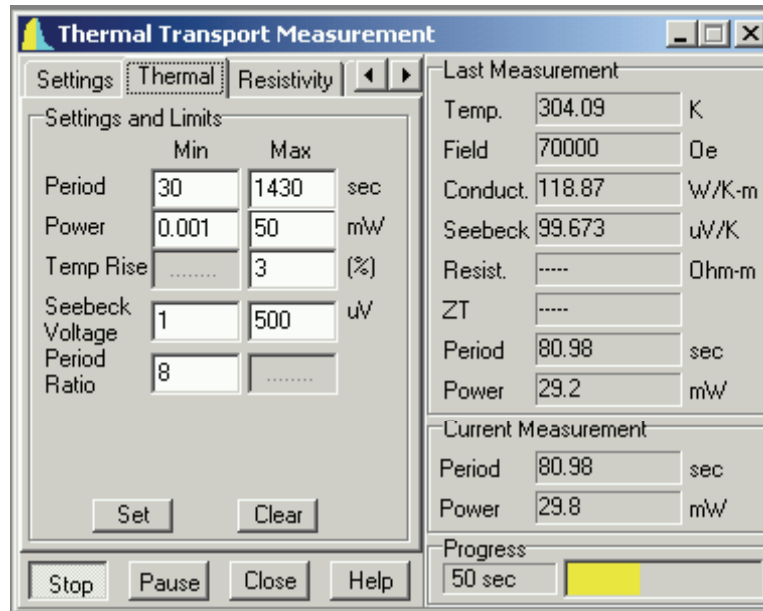 Thermal Transport Measurement
Settings Thermal Resistivity
Settings and Limits
Min Max
Period 30 1430 sec
Power 0.001 50 mW
Temp Rise ........ 3 (%)
Seebeck Voltage 1 500 uV
Period Ratio 8 ........
Set Clear
Stop Pause Close Help
Last Measurement
Temp. 304.09 K
Field 70000 Oe
Conduct. 118.87 W/K-m
Seebeck 99.673 uV/K
Resist. ----- Ohm-m
ZT -----
Period 80.98 sec
Power 29.2 mW
Current Measurement
Period 80.98 sec
Power 29.8 mW
Progress
50 sec